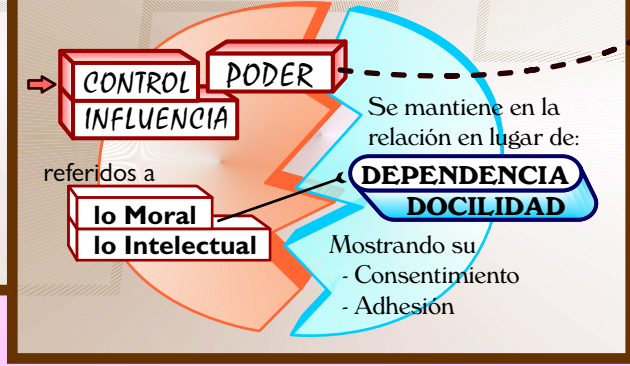 CONTROL
PODER
INFLUENCIA
referidos a
lo Moral
lo Intelectual
Se mantiene en la
relación en lugar de:
DEPENDENCIA
DOCILIDAD
Mostrando su
- Consentimiento
- Adhesión